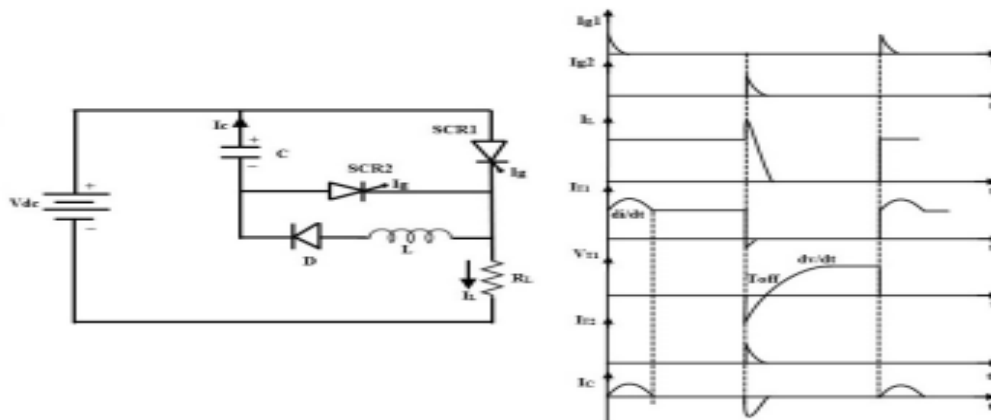 Ic
+
C
−
SCR1
Ig
SCR2
Ig
Vdc
+
−
D
L
IL
RL
Ig1
Ig2
IL
IT1
di/dt
VT1
Toff
dv/dt
IT2
IC